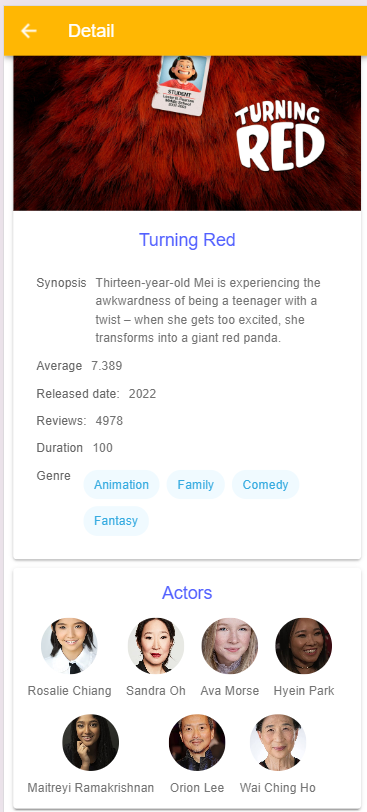 Detail
STUDENT
Middle School
TURNING
RED
Turning Red
Synopsis Thirteen-year-old Mei is experiencing the
awkwardness of being a teenager with a
twist – when she gets too excited, she
transforms into a giant red panda.
Average 7.389
Released date: 2022
Reviews: 4978
Duration 100
Genre Animation Family Comedy
Fantasy
Actors
Rosalie Chiang Sandra Oh Ava Morse Hyein Park
Maitreyi Ramakrishnan Orion Lee Wai Ching Ho